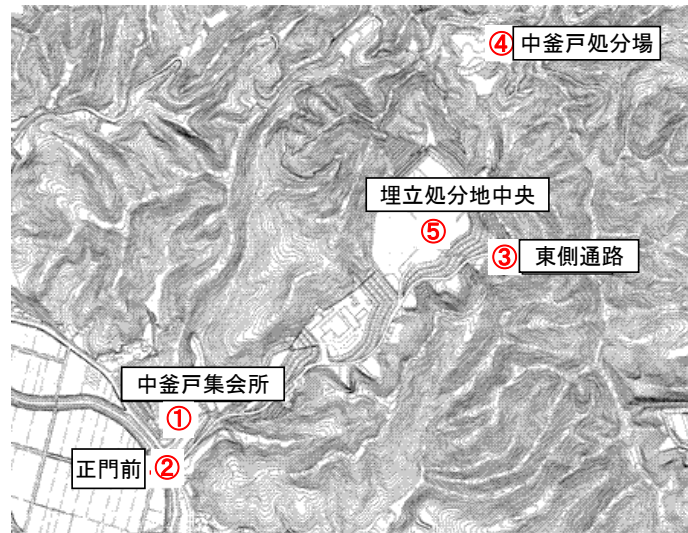 ④ 中釜戸処分場
埋立処分地中央
⑤
③ 東側通路
中釜戸集会所
①
正門前 ②